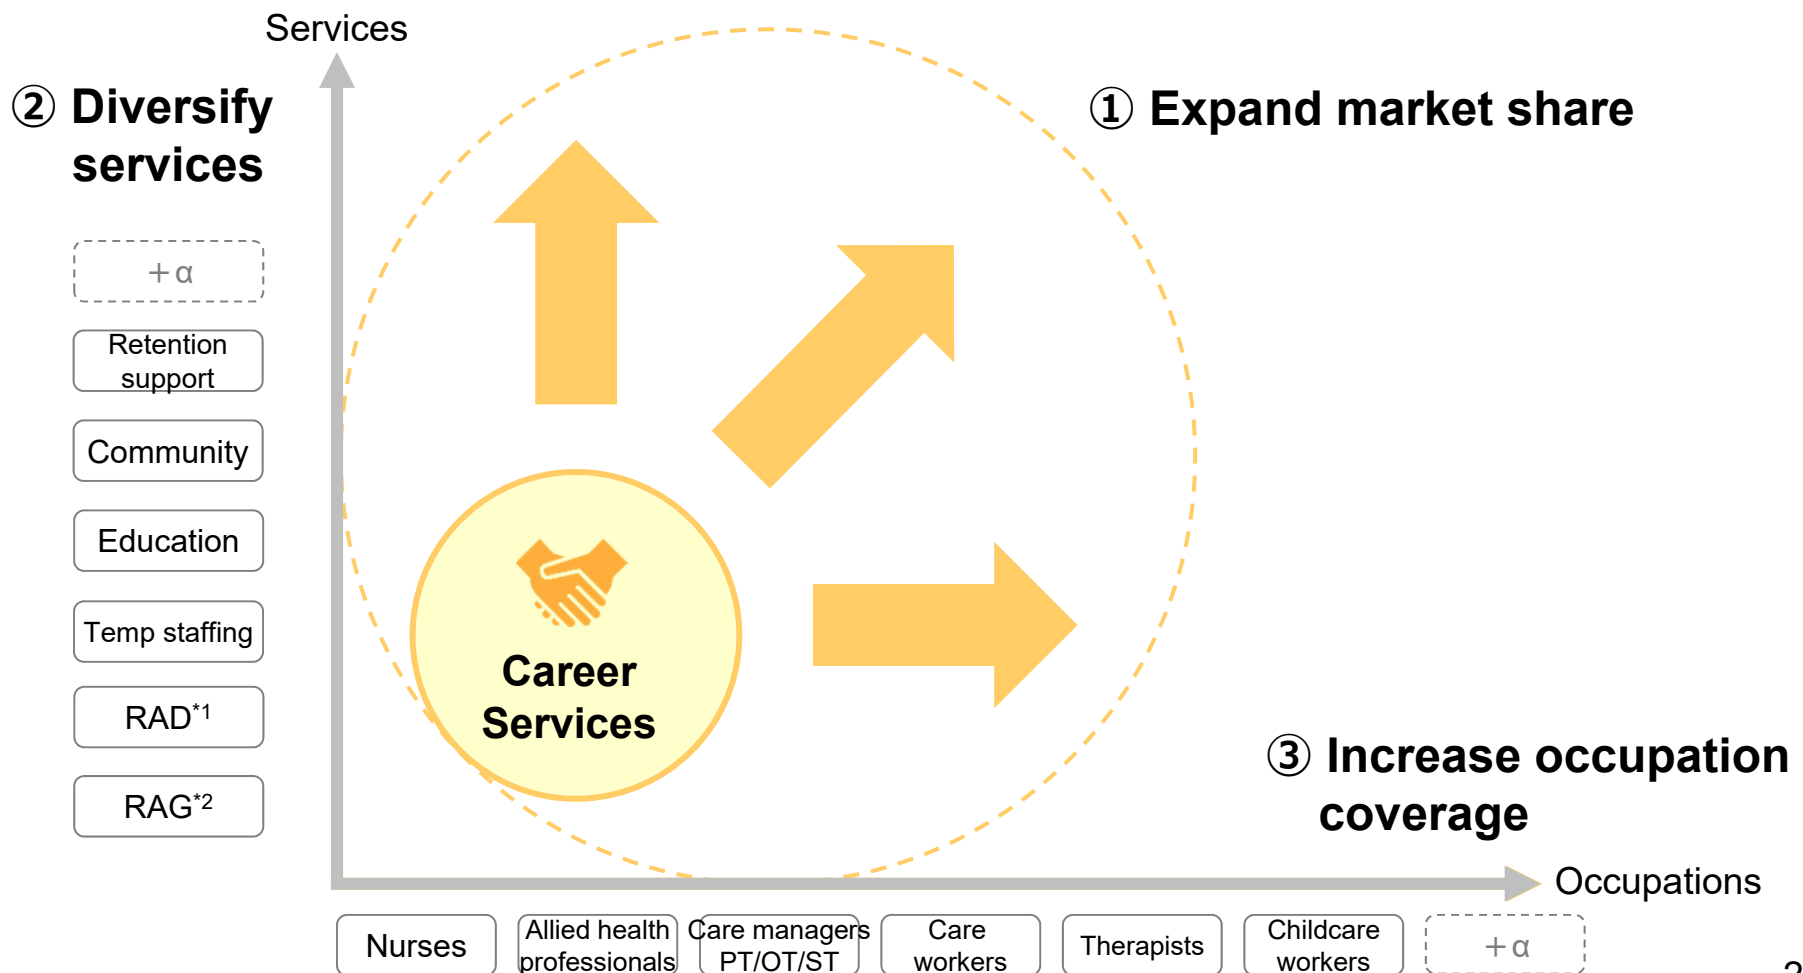 Services
② Diversify
services
① Expand market share
+α
Retention
support
Community
Education
Temp staffing
RAD*1
RAG*2
Career
Services
③ Increase occupation
coverage
Occupations
Nurses
Allied health
professionals
Care managers
PT/OT/ST
Care
workers
Therapists
Childcare
workers
+α